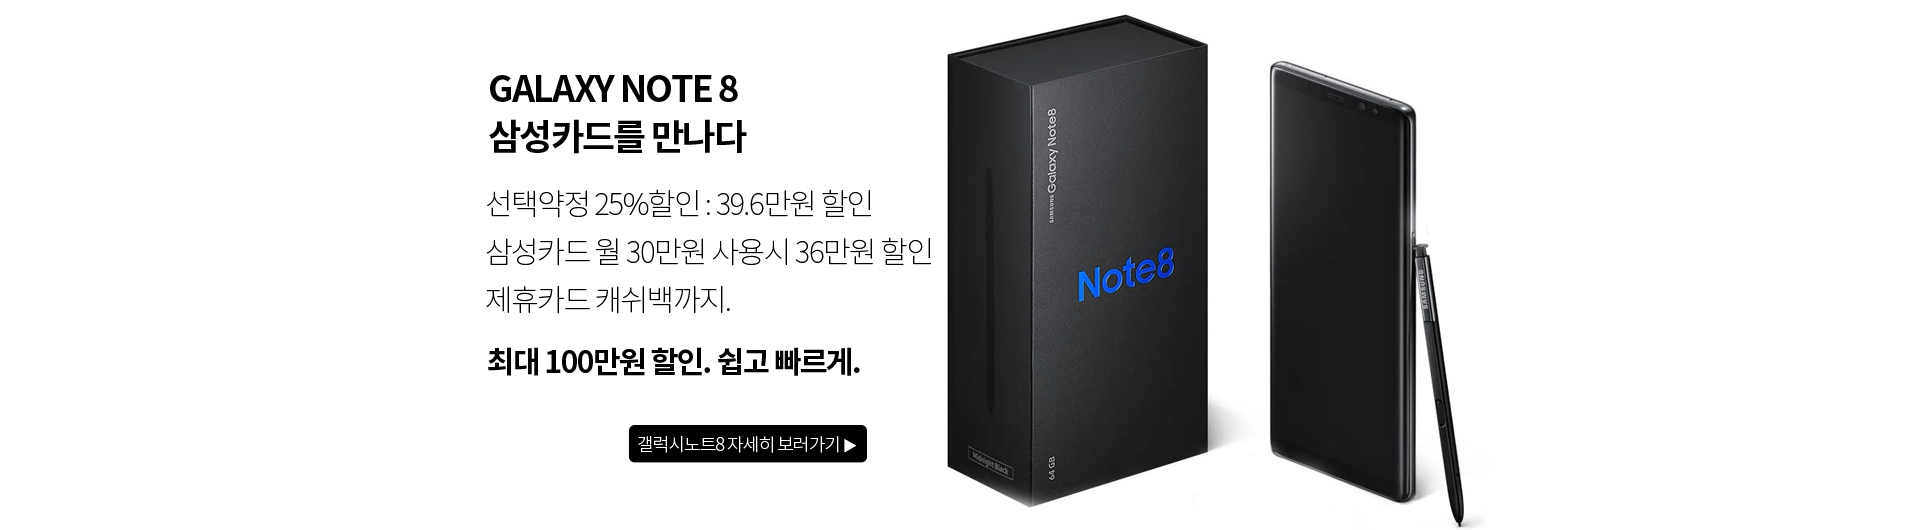 GALAXY NOTE 8
삼성카드를 만나다
선택약정 25%할인 : 39.6만원 할인
삼성카드 월 30만원 사용시 36만원 할인
제휴카드 캐쉬백까지.
최대 100만원 할인. 쉽고 빠르게.
갤럭시노트8 자세히 보러가기 ▶
SAMSUNG Galaxy Note8
Note8
Midnight Black
64 GB
SAMSUNG